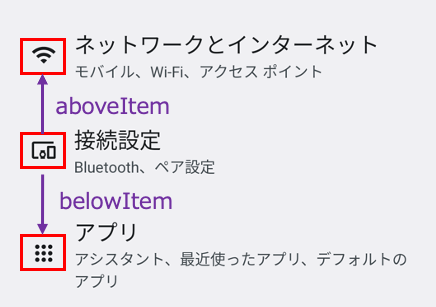 ネットワークとインターネット
モバイル、Wi-Fi、アクセス ポイント
aboveItem
接続設定
Bluetooth、ペア設定
belowItem
アプリ
アシスタント、最近使ったアプリ、デフォルトの
アプリ